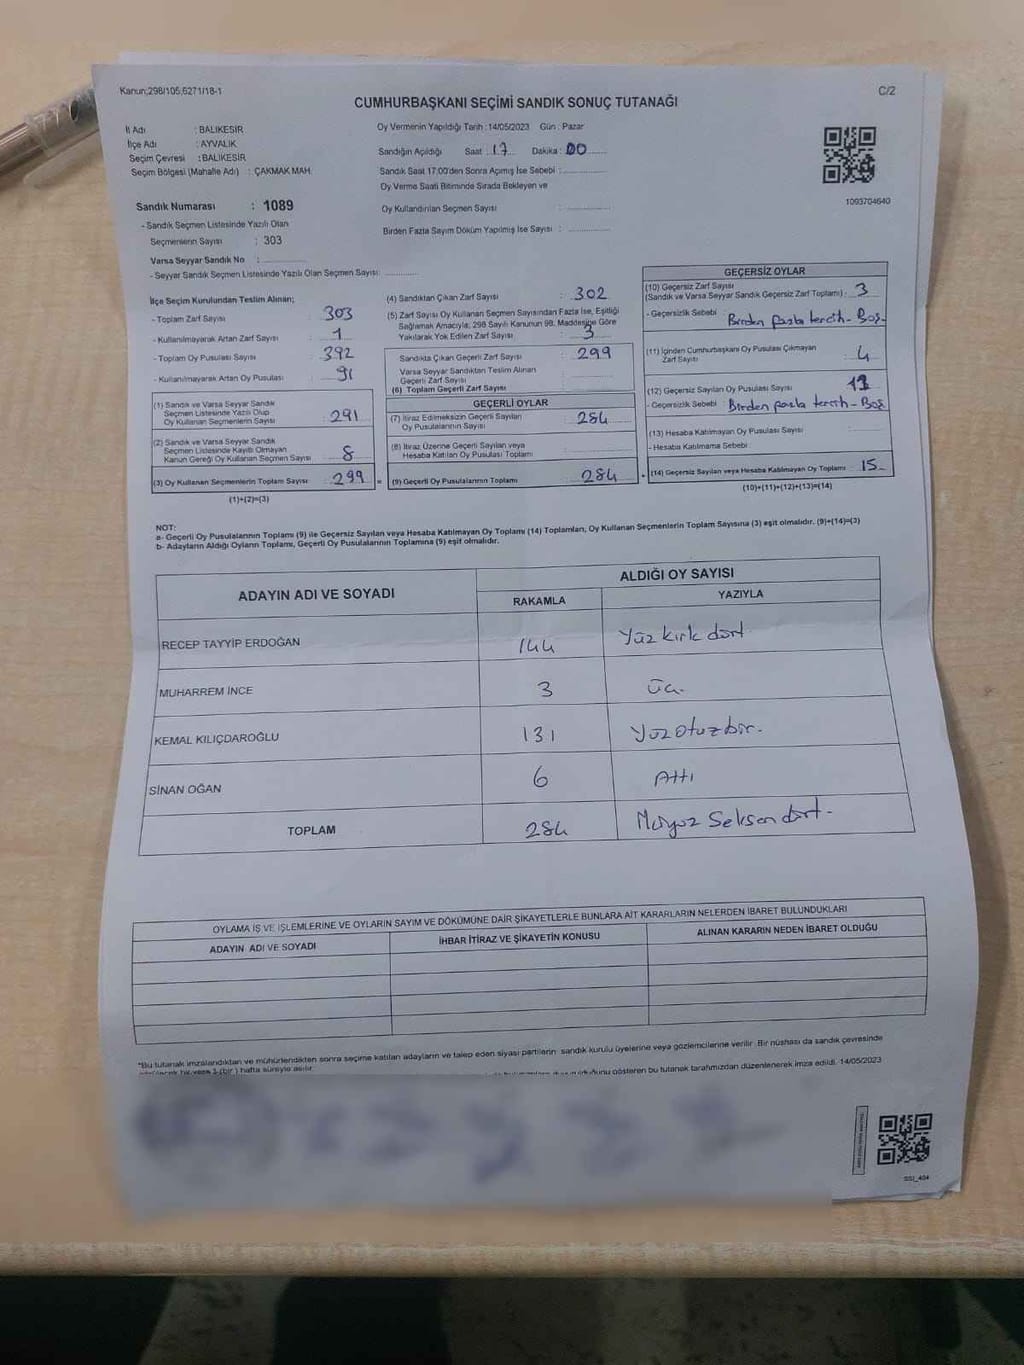 Kanun;298/105,6271/18-1
C/2
CUMHURBAŞKANI SEÇİMİ SANDIK SONUÇ TUTANAĞI
İl Adı : BALIKESİR
İlçe Adı : AYVALIK
Seçim Çevresi : BALIKESİR
Seçim Bölgesi (Mahalle Adı) : ÇAKMAK MAH.
Sandık Numarası : 1089
- Sandık Seçmen Listesinde Yazılı Olan
Seçmenlerin Sayısı : 303
Varsa Seyyar Sandık No :
- Seyyar Sandık Seçmen Listesinde Yazılı Olan Seçmen Sayısı:
Oy Vermenin Yapıldığı Tarih : 14/05/2023 Gün : Pazar
Sandığın Açıldığı Saat : 17 Dakika : 00
Sandık Saat 17:00'den Sonra Açımış İse Sebebi :
Oy Verme Saati Bitiminde Sırada Bekleyen ve
Oy Kullandırılan Seçmen Sayısı :
Birden Fazla Sayım Döküm Yapılmış İse Sayısı :
1093704640
İlçe Seçim Kurulundan Teslim Alınan;
- Toplam Zarf Sayısı : 303
- Kullanılmayarak Artan Zarf Sayısı : 1
- Toplam Oy Pusulası Sayısı : 392
- Kullanılmayarak Artan Oy Pusulası : 91
(1) Sandık ve Varsa Seyyar Sandık
Seçmen Listesinde Yazılı Olup
Oy Kullanan Seçmenlerin Sayısı : 291
(2) Sandık ve Varsa Seyyar Sandık
Seçmen Listesinde Kayıtlı Olmayan
Kanun Gereği Oy Kullanan Seçmen Sayısı : 8
(3) Oy Kullanan Seçmenlerin Toplam Sayısı : 299 =
(1)+(2)=(3)
(4) Sandıktan Çıkan Zarf Sayısı : 302
(5) Zarf Sayısı Oy Kullanan Seçmen Sayısından Fazla İse, Eşitliği
Sağlamak Amacıyla; 298 Sayılı Kanunun 98. Maddesine Göre
Yakılarak Yok Edilen Zarf Sayısı : 3
Sandıkta Çıkan Geçerli Zarf Sayısı : 299
Varsa Seyyar Sandıktan Teslim Alınan
Geçerli Zarf Sayısı :
(6) Toplam Geçerli Zarf Sayısı :
GEÇERLİ OYLAR
(7) İtiraz Edilmeksizin Geçerli Sayılan
Oy Pusulalarının Sayısı : 284
(8) İtiraz Üzerine Geçerli Sayılan veya
Hesaba Katılan Oy Pusulası Toplamı :
(9) Geçerli Oy Pusulalarının Toplamı : 284 +
GEÇERSİZ OYLAR
(10) Geçersiz Zarf Sayısı
(Sandık ve Varsa Seyyar Sandık Geçersiz Zarf Toplamı) : 3
- Geçersizlik Sebebi : Birden fazla tercih - Boş -
(11) İçinden Cumhurbaşkanı Oy Pusulası Çıkmayan
Zarf Sayısı : 4
(12) Geçersiz Sayılan Oy Pusulası Sayısı :
- Geçersizlik Sebebi : Birden fazla tercih - Boş
(13) Hesaba Katılmayan Oy Pusulası Sayısı :
- Hesaba Katılmama Sebebi :
(14) Geçersiz Sayılan veya Hesaba Katılmayan Oy Toplamı : 15 -
(10)+(11)+(12)+(13)=(14)
NOT:
a- Geçerli Oy Pusulalarının Toplamı (9) ile Geçersiz Sayılan veya Hesaba Katılmayan Oy Toplamı (14) Toplamları, Oy Kullanan Seçmenlerin Toplam Sayısına (3) eşit olmalıdır. (9)+(14)=(3)
b- Adayların Aldığı Oyların Toplamı, Geçerli Oy Pusulalarının Toplamına (9) eşit olmalıdır.
ADAYIN ADI VE SOYADI
ALDIĞI OY SAYISI
RAKAMLA YAZIYLA
RECEP TAYYİP ERDOĞAN 144 Yüz kırk dört
MUHARREM İNCE 3 Üç.
KEMAL KILIÇDAROĞLU 131 Yüz otuz bir.
SİNAN OĞAN 6 Altı
TOPLAM 284 İkiyüz Seksen dört -
OYLAMA İŞ VE İŞLEMLERİNE VE OYLARIN SAYIM VE DÖKÜMÜNE DAİR ŞİKAYETLERLE BUNLARA AİT KARARLARIN NELERDEN İBARET BULUNDUKLARI
ADAYIN ADI VE SOYADI İHBAR İTİRAZ VE ŞİKAYETİN KONUSU ALINAN KARARIN NEDEN İBARET OLDUĞU
*Bu tutanak imzalandıktan ve mühürlendikten sonra seçime katılan adayların ve talep eden siyasi partilerin sandık kurulu üyelerine veya gözlemcilerine verilir. Bir nüshası da sandık çevresinde
hafta süreyle asılır.
gösteren bu tutanak tarafımızdan düzenlenerek imza edildi. 14/05/2023